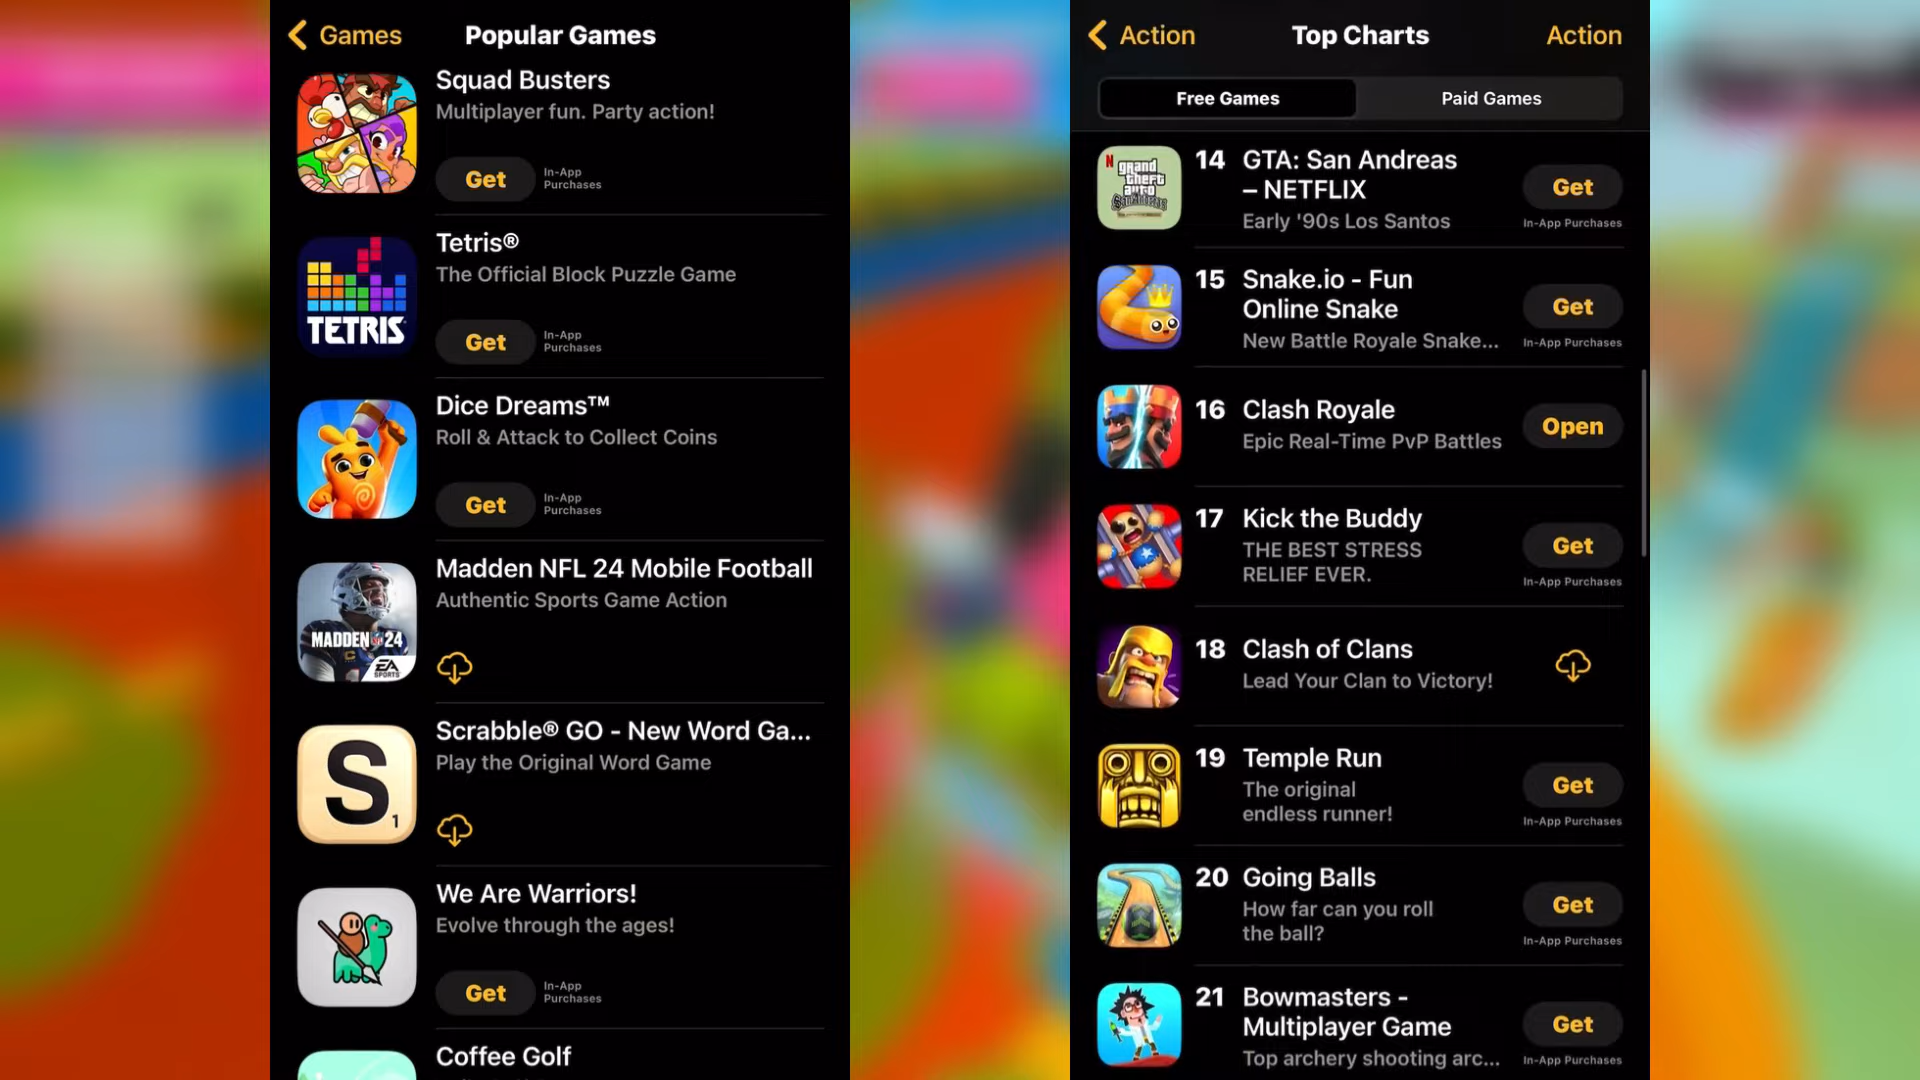 Games
Popular Games
Squad Busters
Multiplayer fun. Party action!
Get
In-App
Purchases
TETRIS
Tetris®
The Official Block Puzzle Game
Get
In-App
Purchases
Dice Dreams™
Roll & Attack to Collect Coins
Get
In-App
Purchases
MADDEN NFL 24
EA
SPORTS
Madden NFL 24 Mobile Football
Authentic Sports Game Action
S
1
Scrabble® GO - New Word Ga...
Play the Original Word Game
We Are Warriors!
Evolve through the ages!
Get
In-App
Purchases
Coffee Golf
Action
Top Charts
Action
Free Games
Paid Games
N
grand
theft
auto
SanAndreas
14 GTA: San Andreas
– NETFLIX
Early '90s Los Santos
Get
In-App Purchases
15 Snake.io - Fun
Online Snake
New Battle Royale Snake...
Get
In-App Purchases
16 Clash Royale
Epic Real-Time PvP Battles
Open
17 Kick the Buddy
THE BEST STRESS
RELIEF EVER.
Get
In-App Purchases
18 Clash of Clans
Lead Your Clan to Victory!
19 Temple Run
The original
endless runner!
Get
In-App Purchases
20 Going Balls
How far can you roll
the ball?
Get
In-App Purchases
21 Bowmasters -
Multiplayer Game
Top archery shooting arc...
Get
In-App Purchases